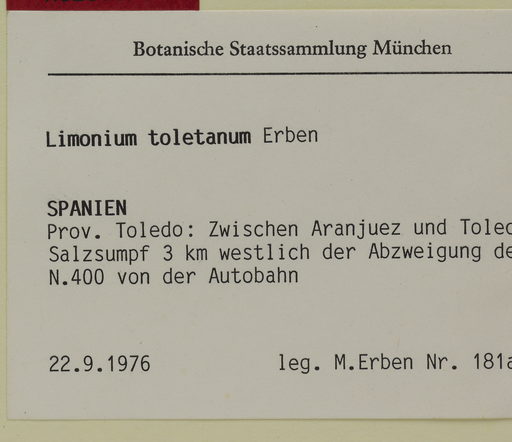 Botanische Staatssammlung München
Limonium toletanum Erben
SPANIEN
Prov. Toledo: Zwischen Aranjuez und Toled
Salzsumpf 3 km westlich der Abzweigung de
N.400 von der Autobahn
22.9.1976 leg. M.Erben Nr. 181a